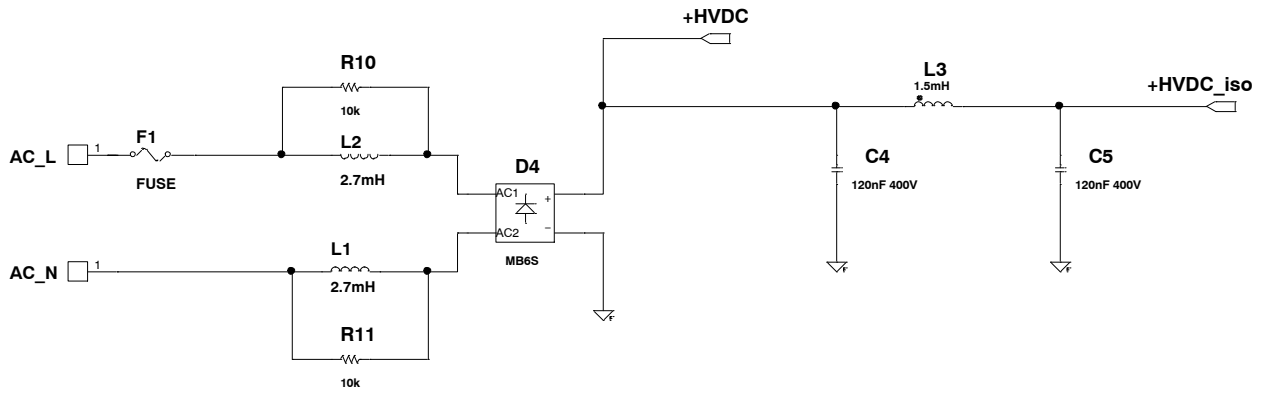 +HVDC
R10
10k
L3
1.5mH
+HVDC_iso
F1
FUSE
AC_L
1
L2
2.7mH
D4
AC1
+
AC2
−
MB6S
C4
120nF 400V
C5
120nF 400V
AC_N
1
L1
2.7mH
R11
10k